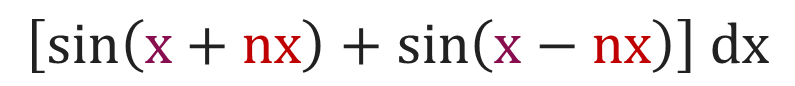 [sin(x + nx) + sin(x − nx)] dx